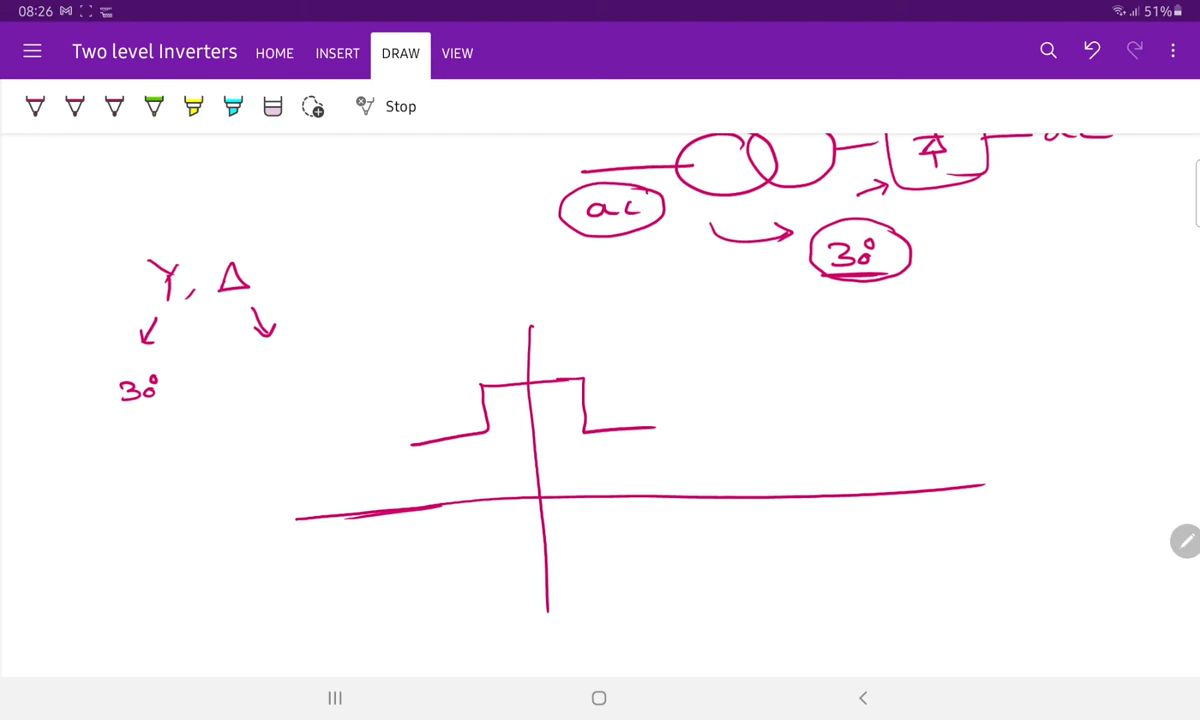 08:26 51%
Two level Inverters HOME INSERT DRAW VIEW
Stop
ac
30°
Y, Δ
30°